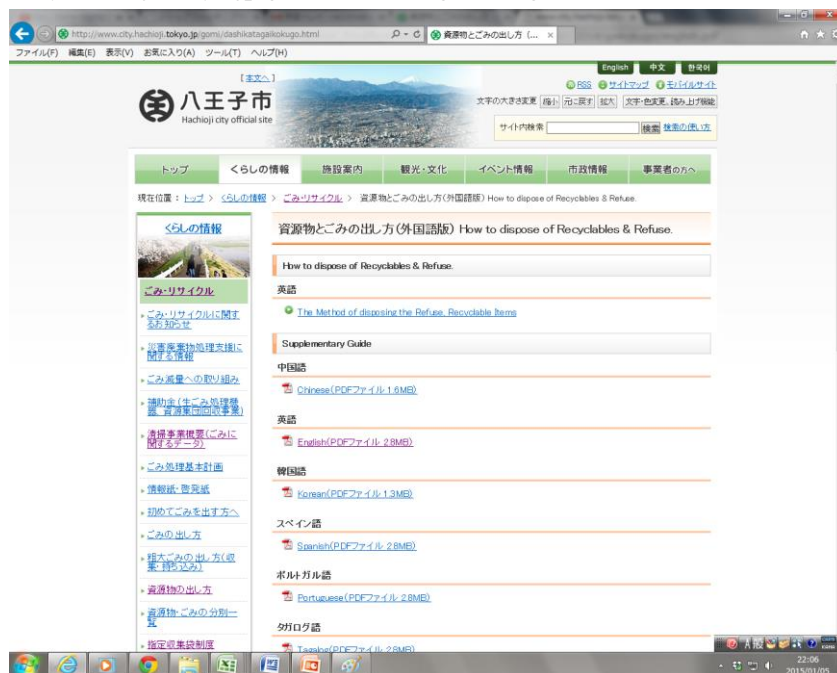 http://www.city.hachioji.tokyo.jp/gomi/dashikatagaikokugo.html
資源物とごみの出し方 (... ×
ファイル(F) 編集(E) 表示(V) お気に入り(A) ツール(T) ヘルプ(H)
[本文へ]
English 中文 한국어
RSS サイトマップ モバイルサイト
八王子市
Hachioji city official site
文字の大きさ変更 縮小 元に戻す 拡大 文字・色変更、読み上げ機能
サイト内検索 検索 検索の使い方
トップ くらしの情報 施設案内 観光・文化 イベント情報 市政情報 事業者の方へ
現在位置: トップ > くらしの情報 > ごみ・リサイクル > 資源物とごみの出し方(外国語版) How to dispose of Recyclables & Refuse.
くらしの情報
ごみ・リサイクル
ごみ・リサイクルに関す
るお知らせ
災害廃棄物処理支援に
関する情報
ごみ減量への取り組み
補助金(生ごみ処理機
器、資源集団回収事業)
清掃事業概要(ごみに
関するデータ)
ごみ処理基本計画
情報紙・啓発紙
初めてごみを出す方へ
ごみの出し方
粗大ごみの出し方(収
集・持ち込み)
資源物の出し方
資源物・ごみの分別一
覧
指定収集袋制度
資源物とごみの出し方(外国語版) How to dispose of Recyclables & Refuse.
How to dispose of Recyclables & Refuse.
英語
The Method of disposing the Refuse, Recyclable Items
Supplementary Guide
中国語
Chinese(PDFファイル 1.6MB)
英語
English(PDFファイル 2.8MB)
韓国語
Korean(PDFファイル 1.3MB)
スペイン語
Spanish(PDFファイル 2.8MB)
ポルトガル語
Portuguese(PDFファイル 2.8MB)
タガログ語
Tagalog(PDFファイル 2.8MB)
A 般
22:06
2015/01/05